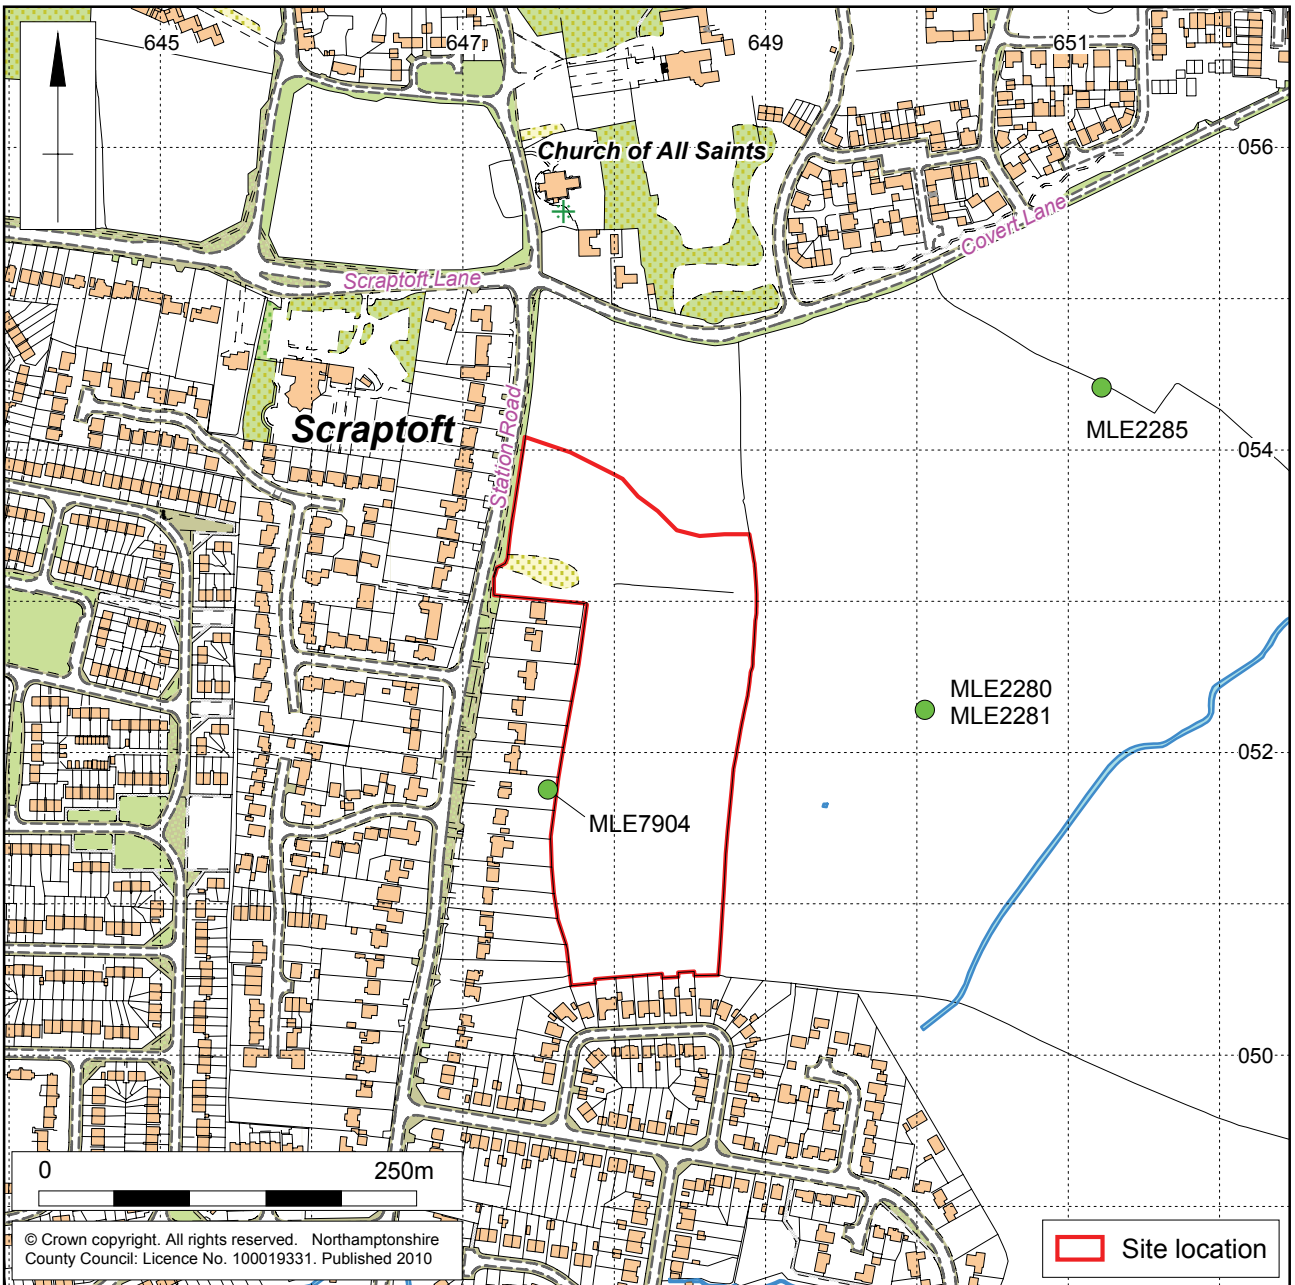 645
647
649
651
Church of All Saints
056
Covert Lane
Scraptoft Lane
Station Road
MLE2285
Scraptoft
054
MLE2280
MLE2281
052
MLE7904
050
0 250m
© Crown copyright. All rights reserved. Northamptonshire
County Council: Licence No. 100019331. Published 2010
Site location